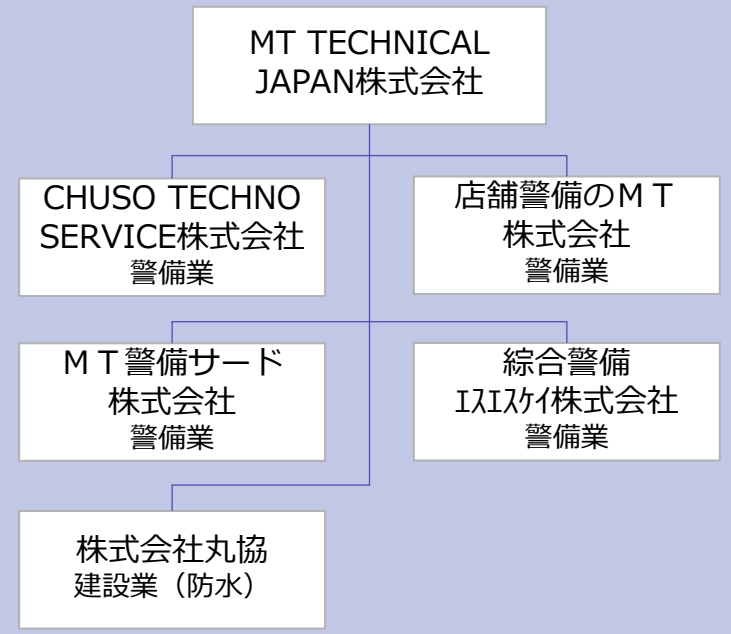 MT TECHNICAL
JAPAN株式会社
CHUSO TECHNO
SERVICE株式会社
警備業
店舗警備のＭＴ
株式会社
警備業
ＭＴ警備サード
株式会社
警備業
綜合警備
ｴｽｴｽｹｲ株式会社
警備業
株式会社丸協
建設業（防水）